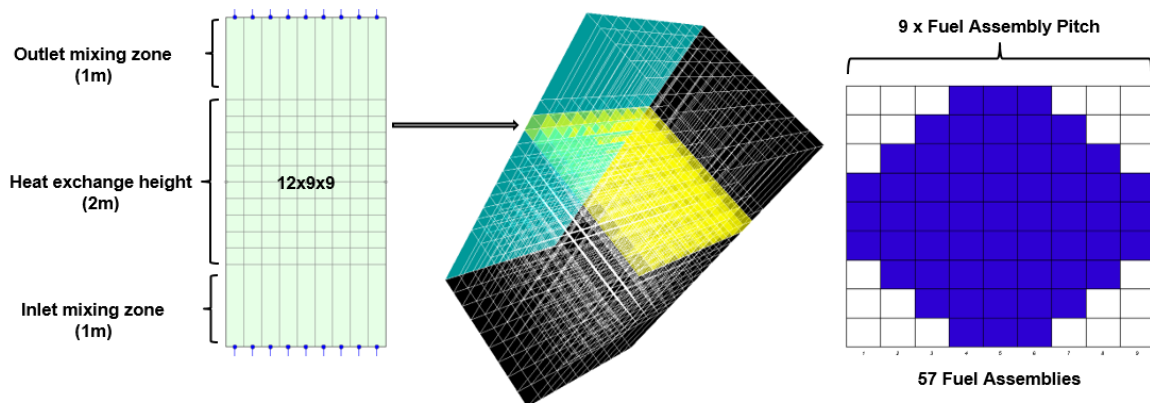 Outlet mixing zone
(1m)
Heat exchange height
(2m)
Inlet mixing zone
(1m)
12x9x9
9 x Fuel Assembly Pitch
1 2 3 4 5 6 7 8 9
57 Fuel Assemblies